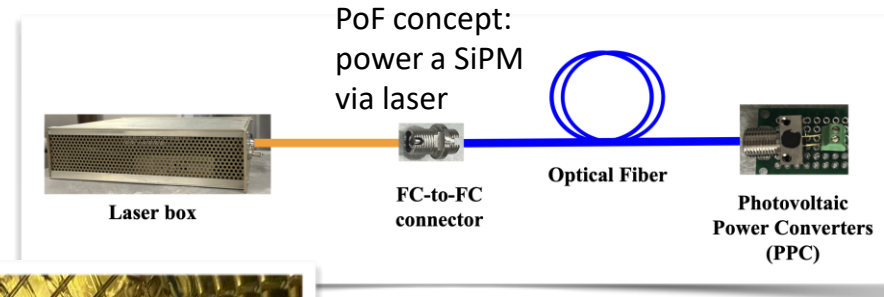 PoF concept:
power a SiPM
via laser
Laser box
FC-to-FC
connector
Optical Fiber
Photovoltaic
Power Converters
(PPC)